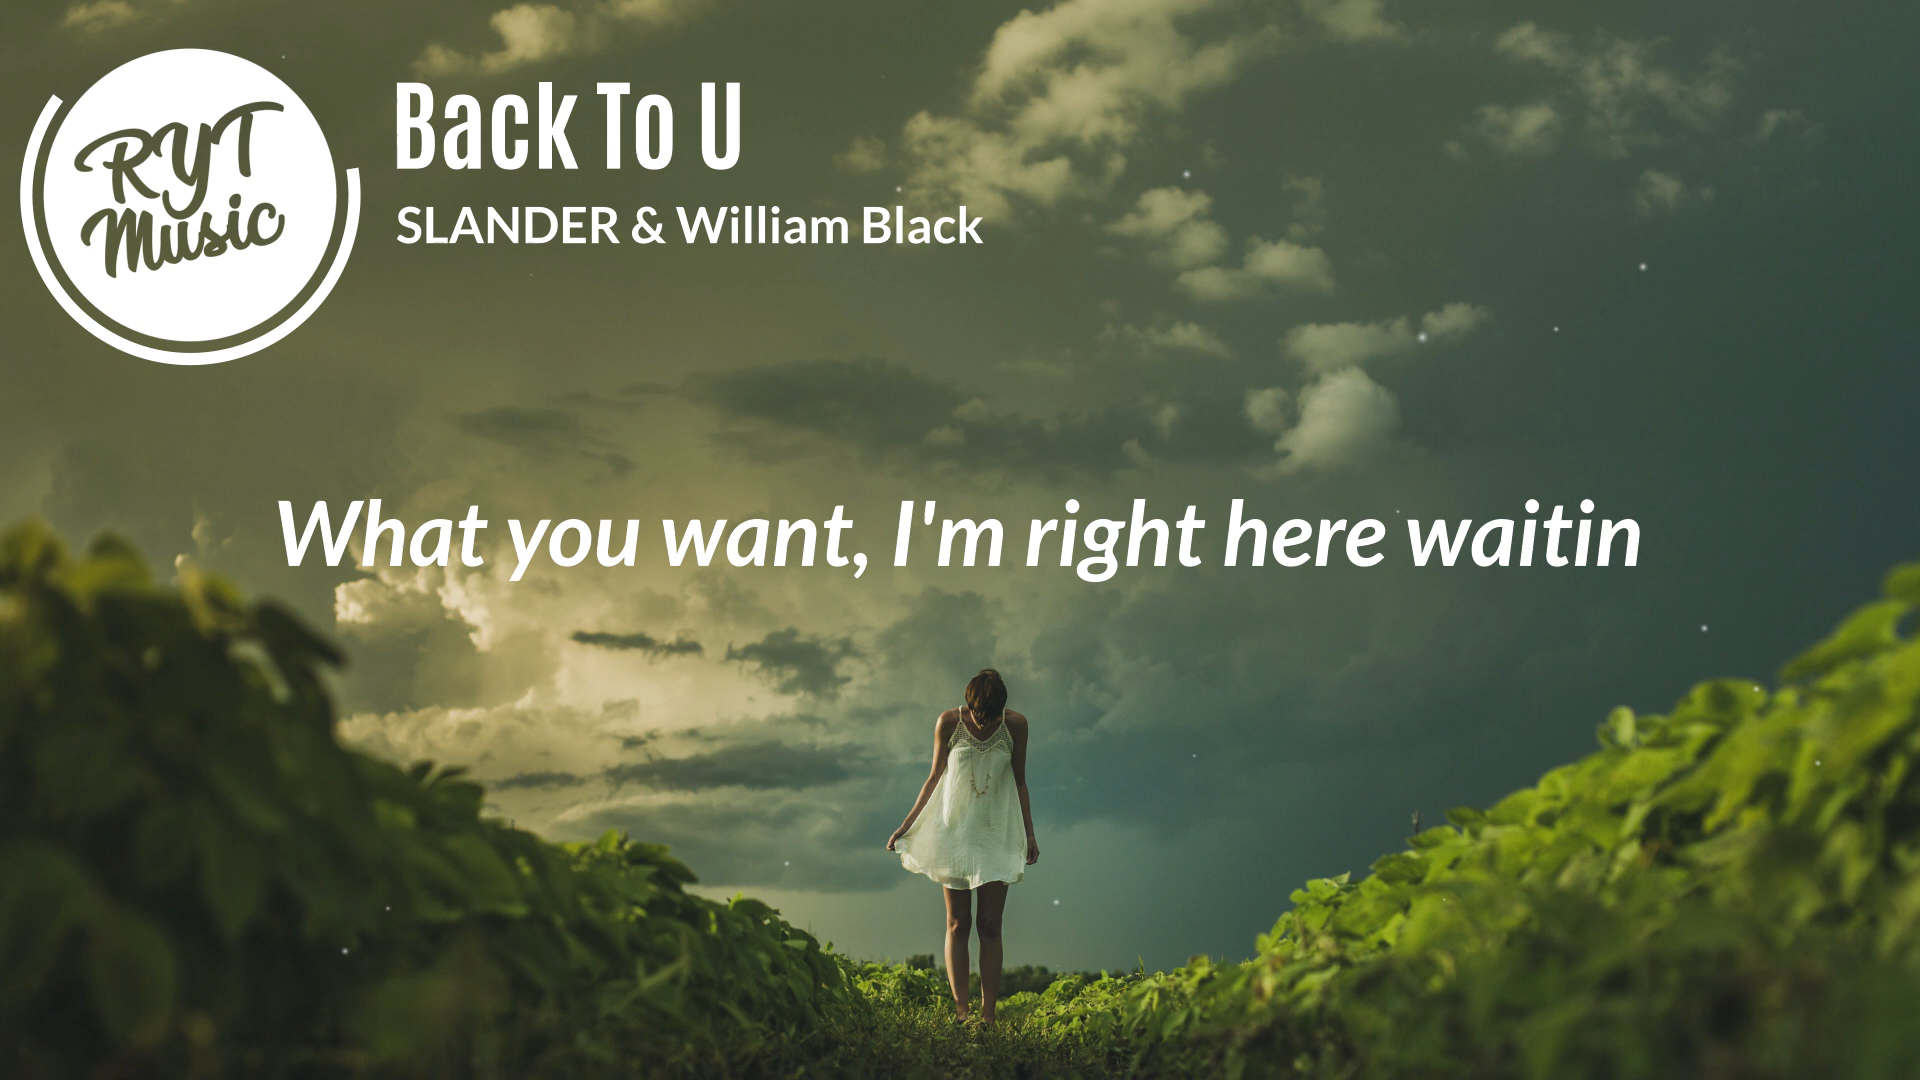 RYT
Music
Back To U
SLANDER & William Black
What you want, I'm right here waitin